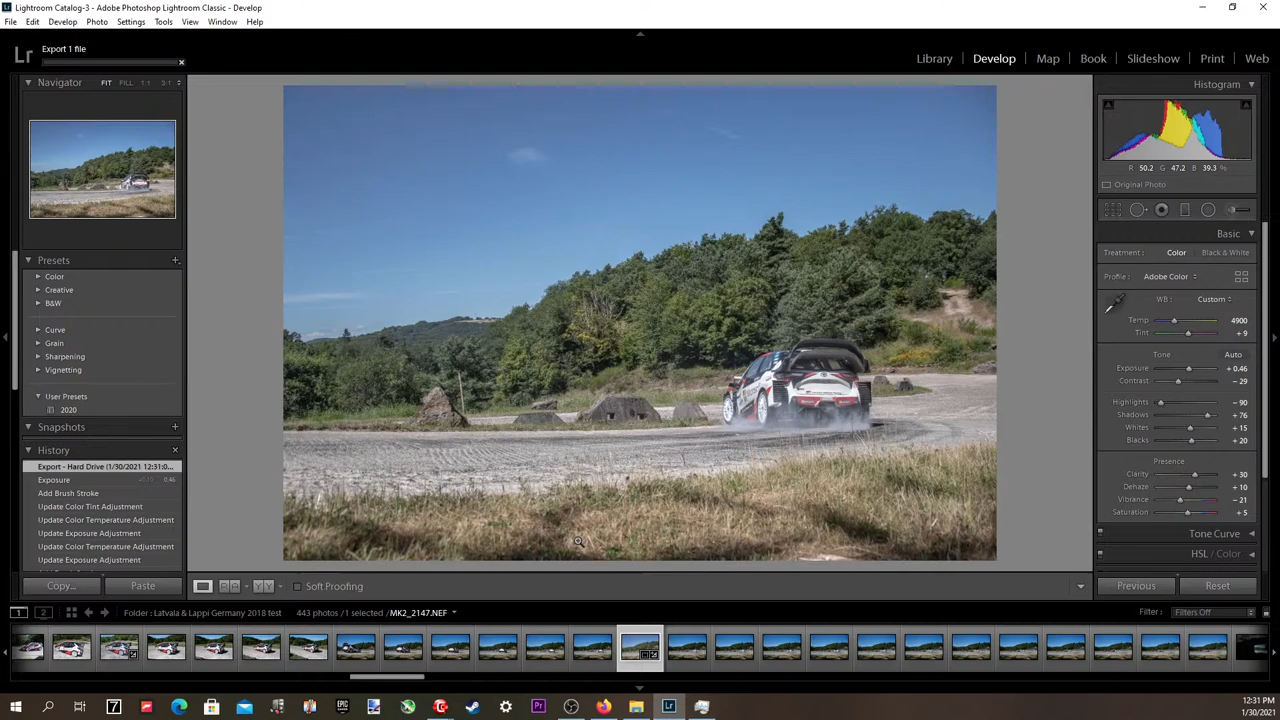 Lightroom Catalog-3 - Adobe Photoshop Lightroom Classic - Develop
File Edit Develop Photo Settings Tools View Window Help
Lr Export 1 file
Library Develop Map Book Slideshow Print Web
Navigator FIT FILL 1:1 3:1
Histogram
R 50.2 G 47.2 B 39.3 %
Original Photo
Basic
Treatment : Color Black & White
Profile : Adobe Color
WB : Custom
Temp 4900
Tint + 9
Tone Auto
Exposure + 0.46
Contrast – 29
Highlights – 90
Shadows + 76
Whites + 15
Blacks + 20
Presence
Clarity + 30
Dehaze + 10
Vibrance – 21
Saturation + 5
Tone Curve
HSL / Color
Previous Reset
Presets
Color
Creative
B&W
Curve
Grain
Sharpening
Vignetting
User Presets
2020
Snapshots
History
Export - Hard Drive (1/30/2021 12:31:0...
Exposure 0.46
Add Brush Stroke
Update Color Tint Adjustment
Update Color Temperature Adjustment
Update Exposure Adjustment
Update Color Temperature Adjustment
Update Exposure Adjustment
Copy... Paste
Soft Proofing
1 2 Folder : Latvala & Lappi Germany 2018 test 443 photos / 1 selected / MK2_2147.NEF Filter : Filters Off
7 EPIC Pr Lr
12:31 PM
1/30/2021